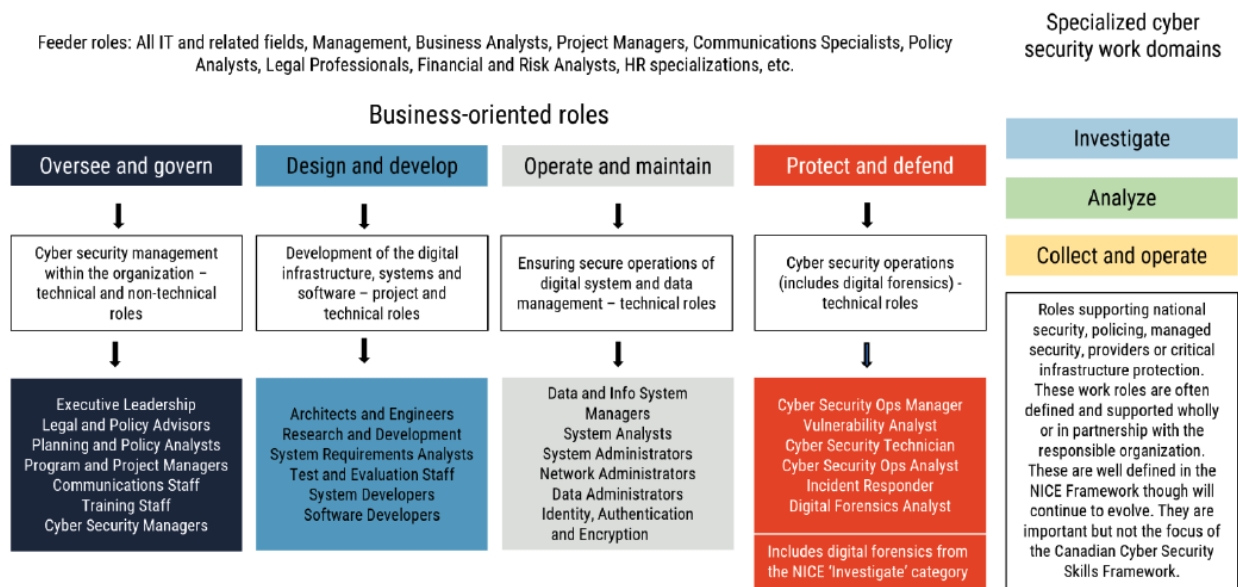 Feeder roles: All IT and related fields, Management, Business Analysts, Project Managers, Communications Specialists, Policy
Analysts, Legal Professionals, Financial and Risk Analysts, HR specializations, etc.
Business-oriented roles
Oversee and govern
Cyber security management
within the organization –
technical and non-technical
roles
Executive Leadership
Legal and Policy Advisors
Planning and Policy Analysts
Program and Project Managers
Communications Staff
Training Staff
Cyber Security Managers
Design and develop
Development of the digital
infrastructure, systems and
software – project and
technical roles
Architects and Engineers
Research and Development
System Requirements Analysts
Test and Evaluation Staff
System Developers
Software Developers
Operate and maintain
Ensuring secure operations of
digital system and data
management – technical roles
Data and Info System
Managers
System Analysts
System Administrators
Network Administrators
Data Administrators
Identity, Authentication
and Encryption
Protect and defend
Cyber security operations
(includes digital forensics) -
technical roles
Cyber Security Ops Manager
Vulnerability Analyst
Cyber Security Technician
Cyber Security Ops Analyst
Incident Responder
Digital Forensics Analyst
Includes digital forensics from
the NICE ‘Investigate’ category
Specialized cyber
security work domains
Investigate
Analyze
Collect and operate
Roles supporting national
security, policing, managed
security, providers or critical
infrastructure protection.
These work roles are often
defined and supported wholly
or in partnership with the
responsible organization.
These are well defined in the
NICE Framework though will
continue to evolve. They are
important but not the focus of
the Canadian Cyber Security
Skills Framework.